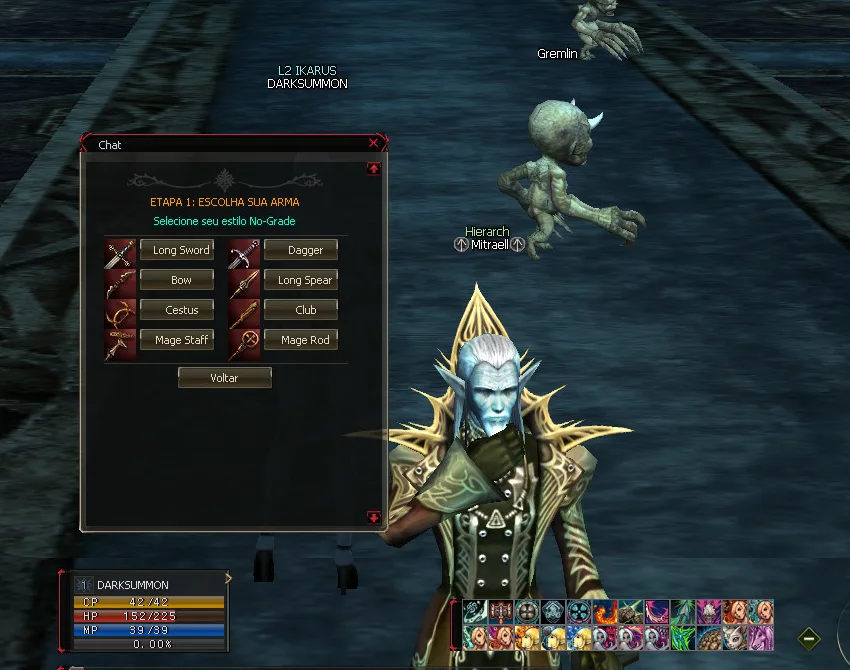 Gremlin
L2 IKARUS
DARKSUMMON
Chat
ETAPA 1: ESCOLHA SUA ARMA
Selecione seu estilo No-Grade
Long Sword
Dagger
Bow
Long Spear
Cestus
Club
Mage Staff
Mage Rod
Voltar
Hierarch
Mitraell
1 DARKSUMMON
CP 42/42
HP 152/225
MP 39/39
0.00%